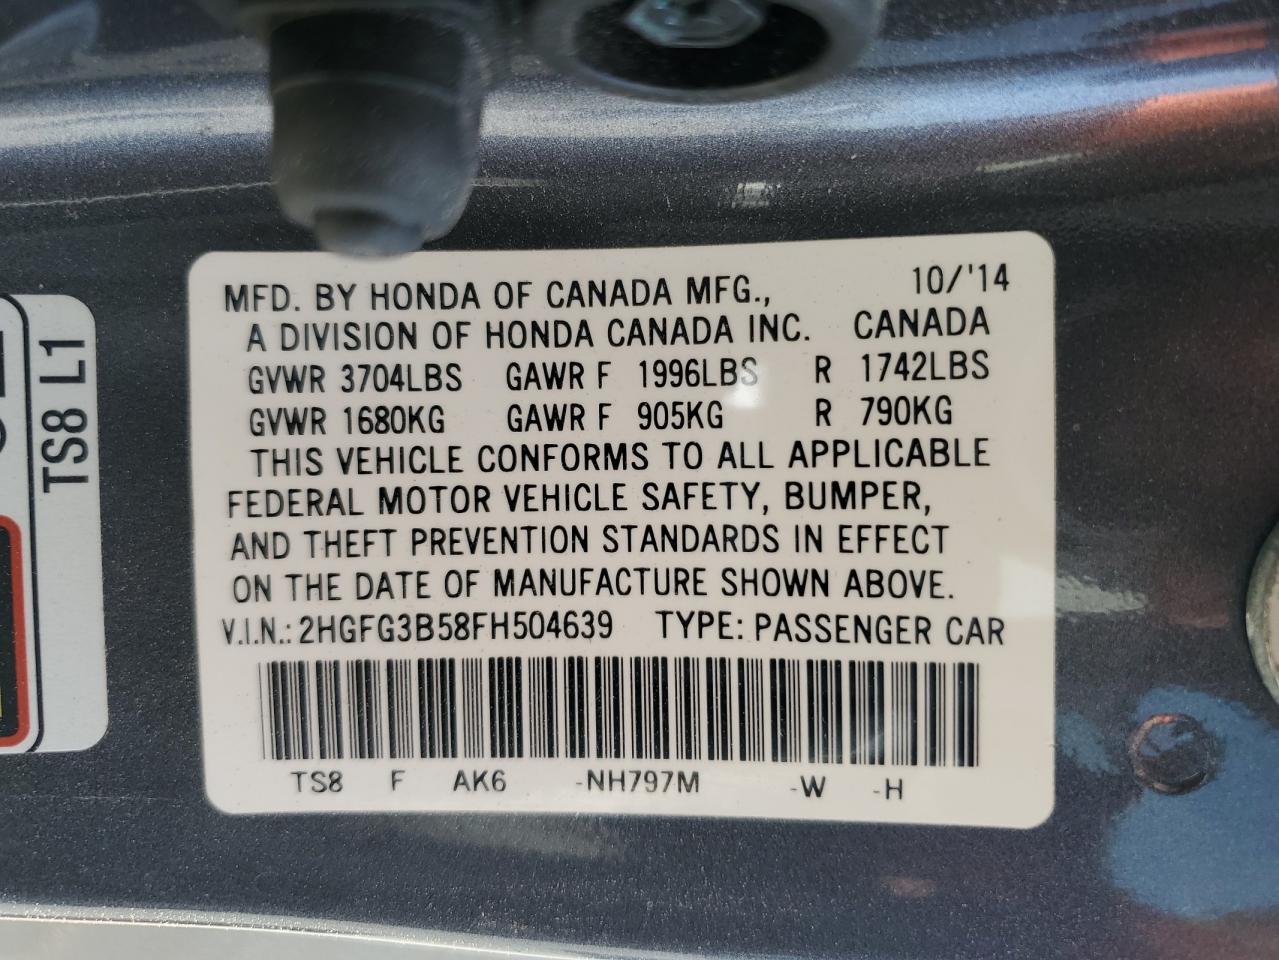 MFD. BY HONDA OF CANADA MFG., 10/'14
A DIVISION OF HONDA CANADA INC. CANADA
GVWR 3704LBS GAWR F 1996LBS R 1742LBS
GVWR 1680KG GAWR F 905KG R 790KG
THIS VEHICLE CONFORMS TO ALL APPLICABLE
FEDERAL MOTOR VEHICLE SAFETY, BUMPER,
AND THEFT PREVENTION STANDARDS IN EFFECT
ON THE DATE OF MANUFACTURE SHOWN ABOVE.
V.I.N.: 2HGFG3B58FH504639 TYPE: PASSENGER CAR
TS8 F AK6 -NH797M -W -H
TS8 L1